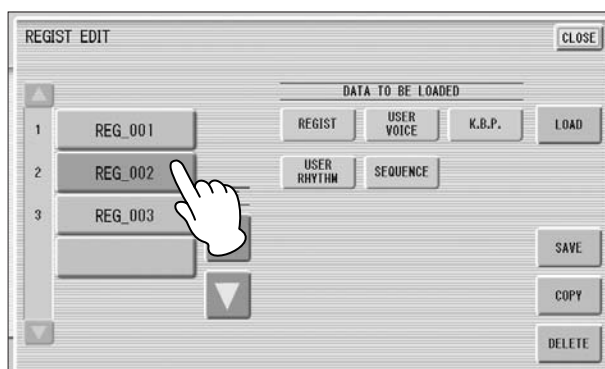 REGIST EDIT
CLOSE
DATA TO BE LOADED
1 REG_001
REGIST
USER
VOICE
K.B.P.
LOAD
2 REG_002
USER
RHYTHM
SEQUENCE
3 REG_003
SAVE
COPY
DELETE